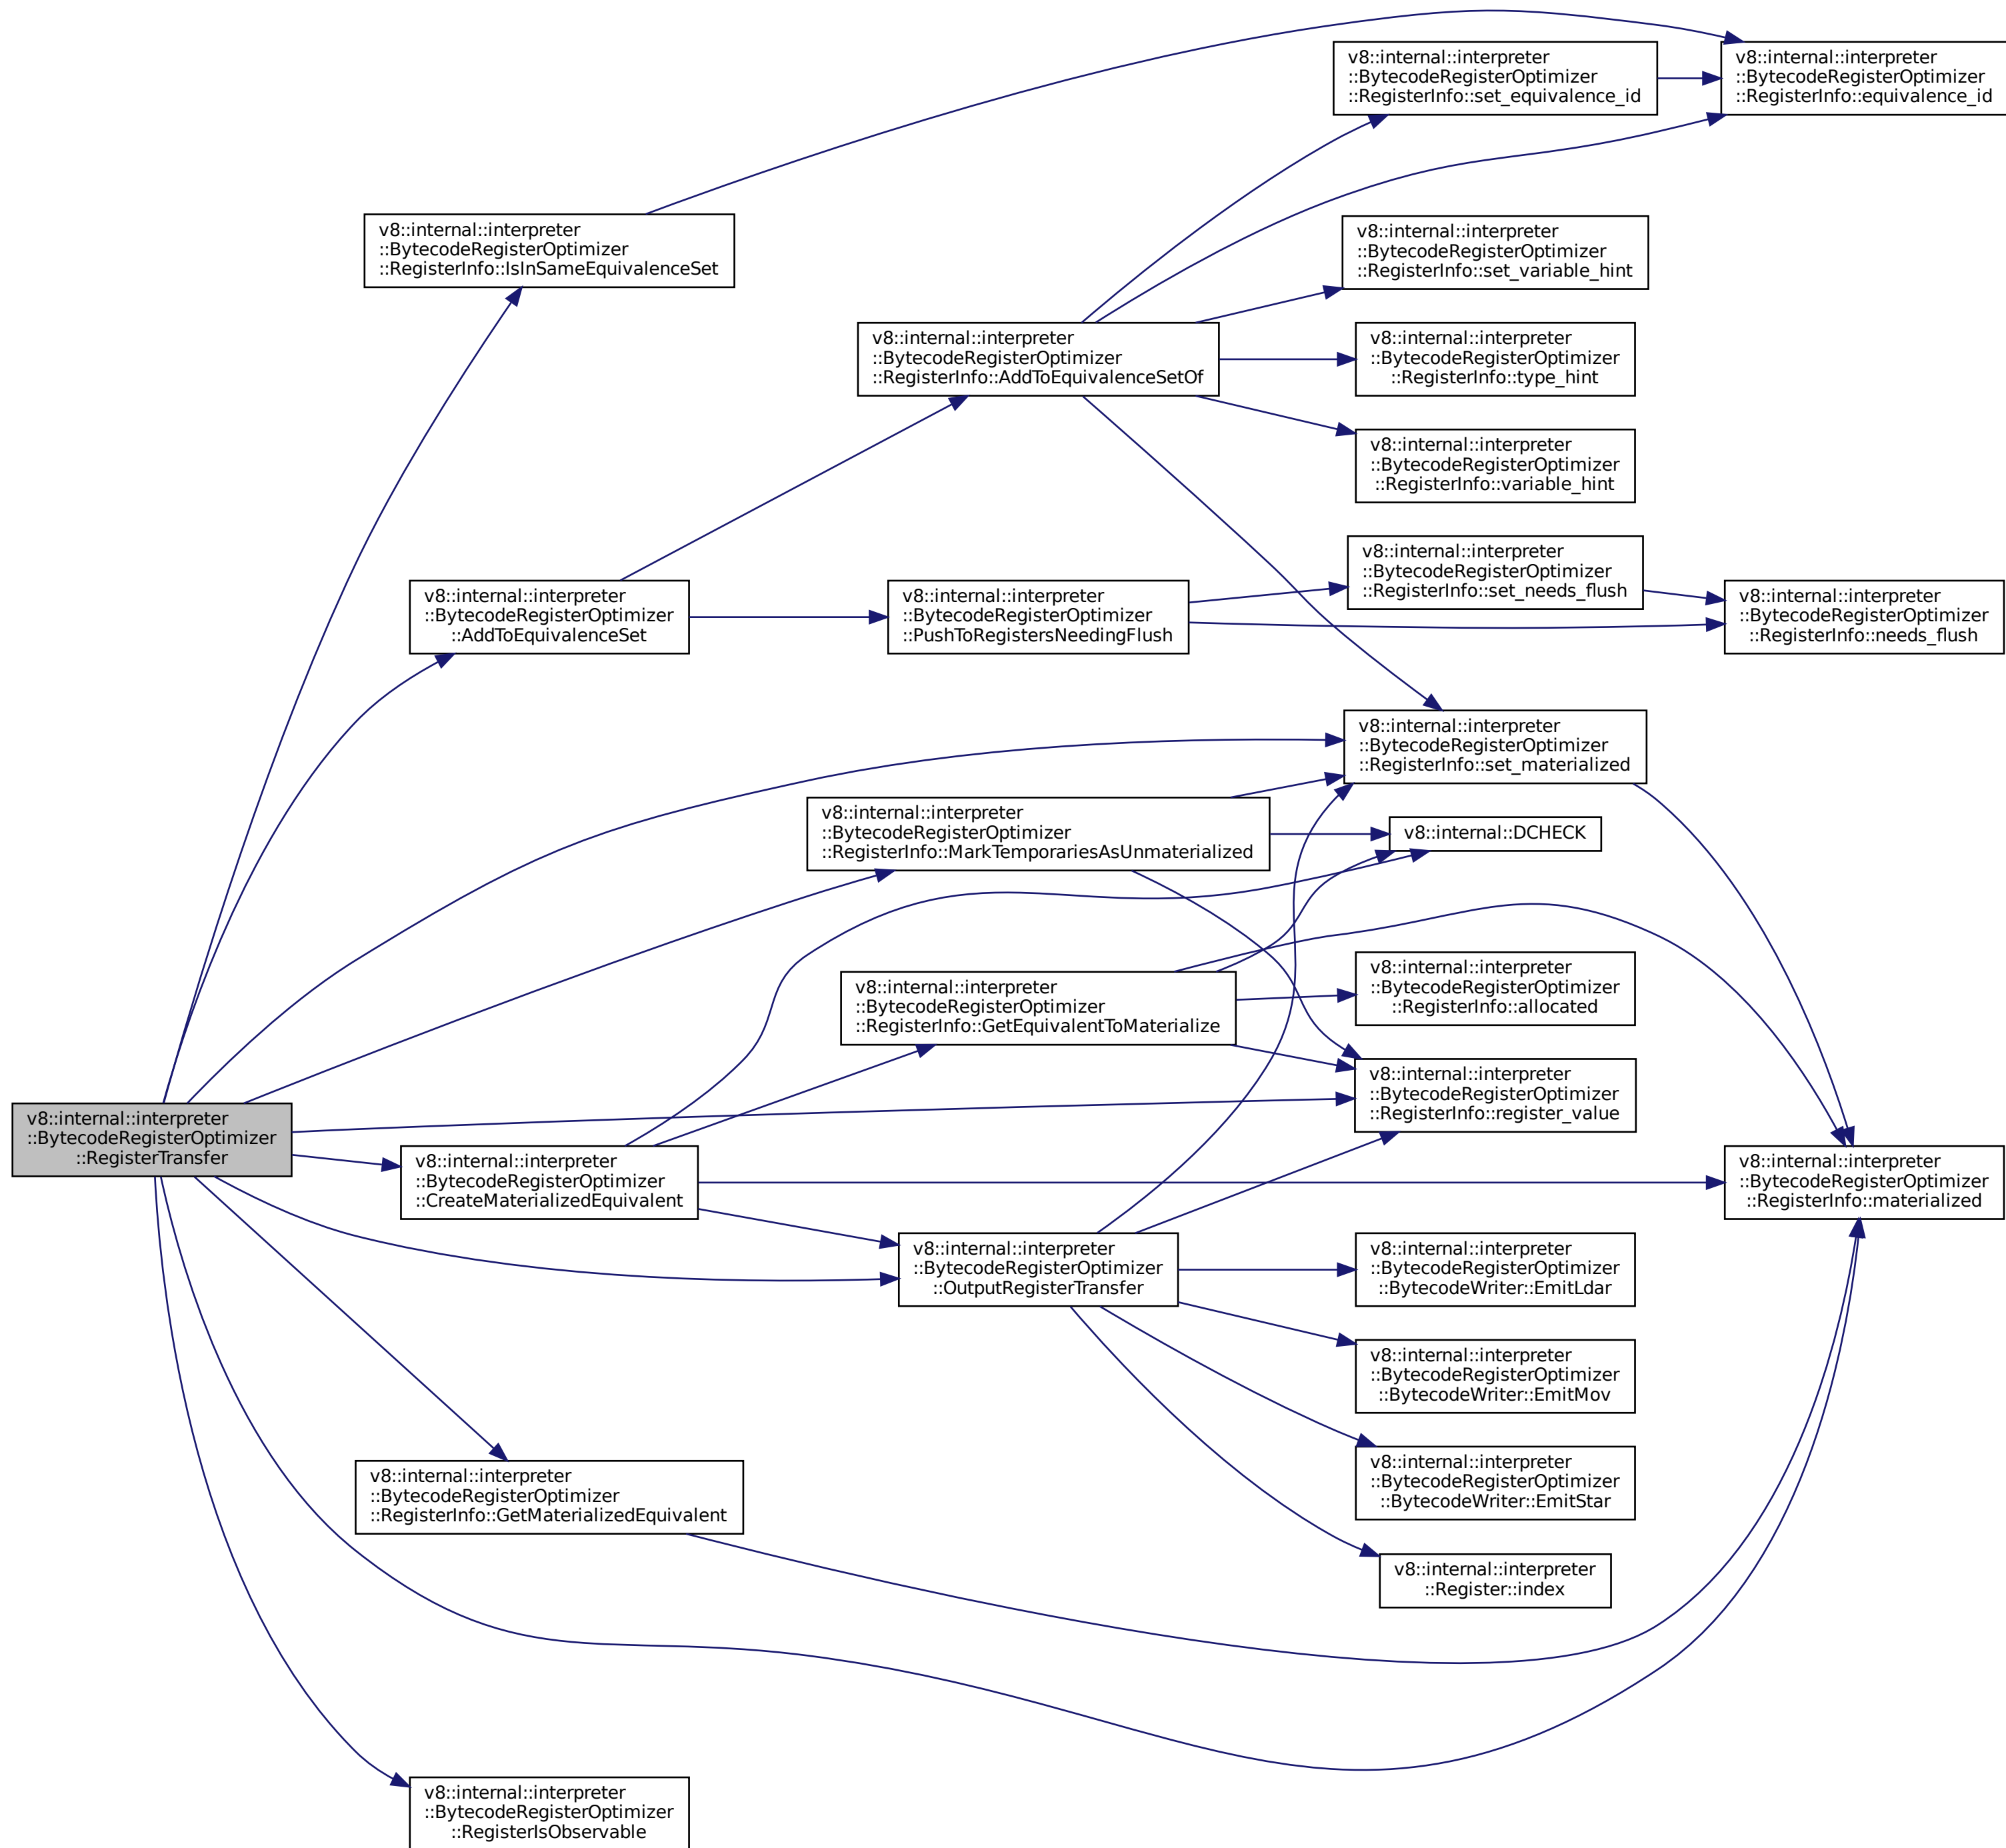 v8::internal::interpreter
::BytecodeRegisterOptimizer
::RegisterInfo::set_equivalence_id
v8::internal::interpreter
::BytecodeRegisterOptimizer
::RegisterInfo::equivalence_id
v8::internal::interpreter
::BytecodeRegisterOptimizer
::RegisterInfo::IsInSameEquivalenceSet
v8::internal::interpreter
::BytecodeRegisterOptimizer
::RegisterInfo::set_variable_hint
v8::internal::interpreter
::BytecodeRegisterOptimizer
::RegisterInfo::AddToEquivalenceSetOf
v8::internal::interpreter
::BytecodeRegisterOptimizer
::RegisterInfo::type_hint
v8::internal::interpreter
::BytecodeRegisterOptimizer
::RegisterInfo::variable_hint
v8::internal::interpreter
::BytecodeRegisterOptimizer
::RegisterInfo::set_needs_flush
v8::internal::interpreter
::BytecodeRegisterOptimizer
::AddToEquivalenceSet
v8::internal::interpreter
::BytecodeRegisterOptimizer
::PushToRegistersNeedingFlush
v8::internal::interpreter
::BytecodeRegisterOptimizer
::RegisterInfo::needs_flush
v8::internal::interpreter
::BytecodeRegisterOptimizer
::RegisterInfo::set_materialized
v8::internal::interpreter
::BytecodeRegisterOptimizer
::RegisterInfo::MarkTemporariesAsUnmaterialized
v8::internal::DCHECK
v8::internal::interpreter
::BytecodeRegisterOptimizer
::RegisterInfo::GetEquivalentToMaterialize
v8::internal::interpreter
::BytecodeRegisterOptimizer
::RegisterInfo::allocated
v8::internal::interpreter
::BytecodeRegisterOptimizer
::RegisterInfo::register_value
v8::internal::interpreter
::BytecodeRegisterOptimizer
::RegisterTransfer
v8::internal::interpreter
::BytecodeRegisterOptimizer
::CreateMaterializedEquivalent
v8::internal::interpreter
::BytecodeRegisterOptimizer
::RegisterInfo::materialized
v8::internal::interpreter
::BytecodeRegisterOptimizer
::OutputRegisterTransfer
v8::internal::interpreter
::BytecodeRegisterOptimizer
::BytecodeWriter::EmitLdar
v8::internal::interpreter
::BytecodeRegisterOptimizer
::BytecodeWriter::EmitMov
v8::internal::interpreter
::BytecodeRegisterOptimizer
::BytecodeWriter::EmitStar
v8::internal::interpreter
::BytecodeRegisterOptimizer
::RegisterInfo::GetMaterializedEquivalent
v8::internal::interpreter
::Register::index
v8::internal::interpreter
::BytecodeRegisterOptimizer
::RegisterIsObservable